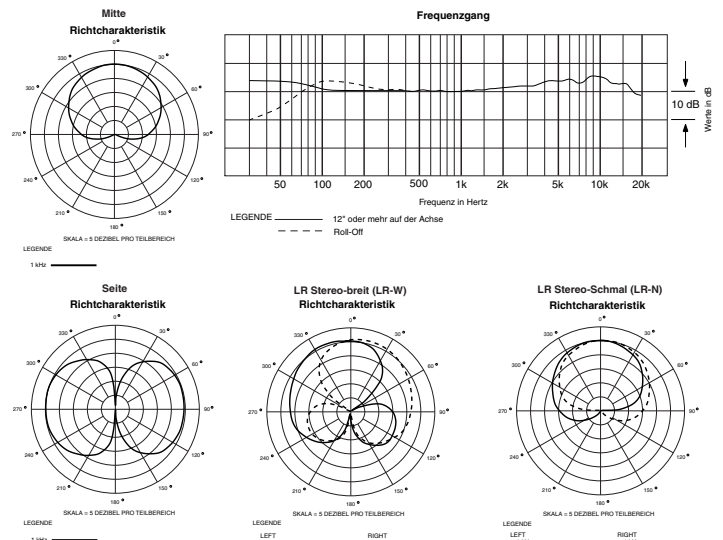 Mitte
Richtcharakteristik
0°
330°
30°
300°
60°
270°
90°
240°
120°
210°
150°
180°
SKALA = 5 DEZIBEL PRO TEILBEREICH
LEGENDE
1 kHz
Frequenzgang
10 dB
Werte in dB
50 100 200 500 1k 2k 5k 10k 20k
Frequenz in Hertz
LEGENDE 12" oder mehr auf der Achse
Roll-Off
Seite
Richtcharakteristik
0°
330°
30°
300°
60°
270°
90°
240°
120°
210°
150°
180°
SKALA = 5 DEZIBEL PRO TEILBEREICH
LEGENDE
1 kHz
LR Stereo-breit (LR-W)
Richtcharakteristik
0°
330°
30°
300°
60°
270°
90°
240°
120°
210°
150°
180°
SKALA = 5 DEZIBEL PRO TEILBEREICH
LEGENDE
LEFT RIGHT
LR Stereo-Schmal (LR-N)
Richtcharakteristik
0°
330°
30°
300°
60°
270°
90°
240°
120°
210°
150°
180°
SKALA = 5 DEZIBEL PRO TEILBEREICH
LEGENDE
LEFT RIGHT